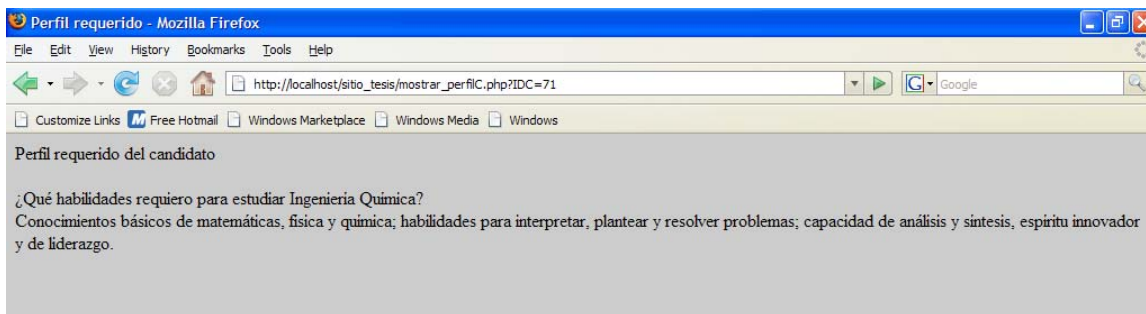 Perfil requerido - Mozilla Firefox
File Edit View History Bookmarks Tools Help
http://localhost/sitio_tesis/mostrar_perfilC.php?IDC=71
G Google
Customize Links Free Hotmail Windows Marketplace Windows Media Windows
Perfil requerido del candidato
¿Qué habilidades requiero para estudiar Ingenieria Quimica?
Conocimientos básicos de matemáticas, física y quimica; habilidades para interpretar, plantear y resolver problemas; capacidad de análisis y sintesis, espiritu innovador
y de liderazgo.